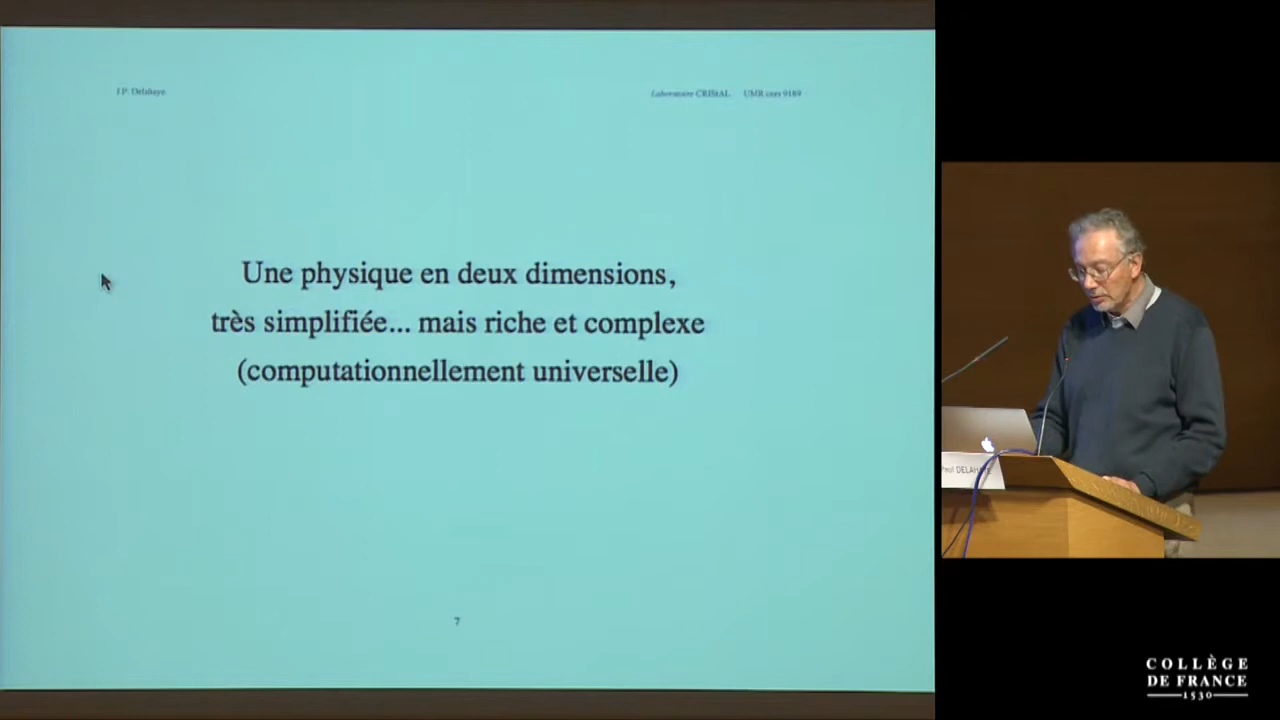 J.P. Delahaye
Laboratoire CRIStAL UMR cnrs 9189
Une physique en deux dimensions,
très simplifiée... mais riche et complexe
(computationnellement universelle)
7
DELAHAYE
COLLÈGE
DE FRANCE
1530